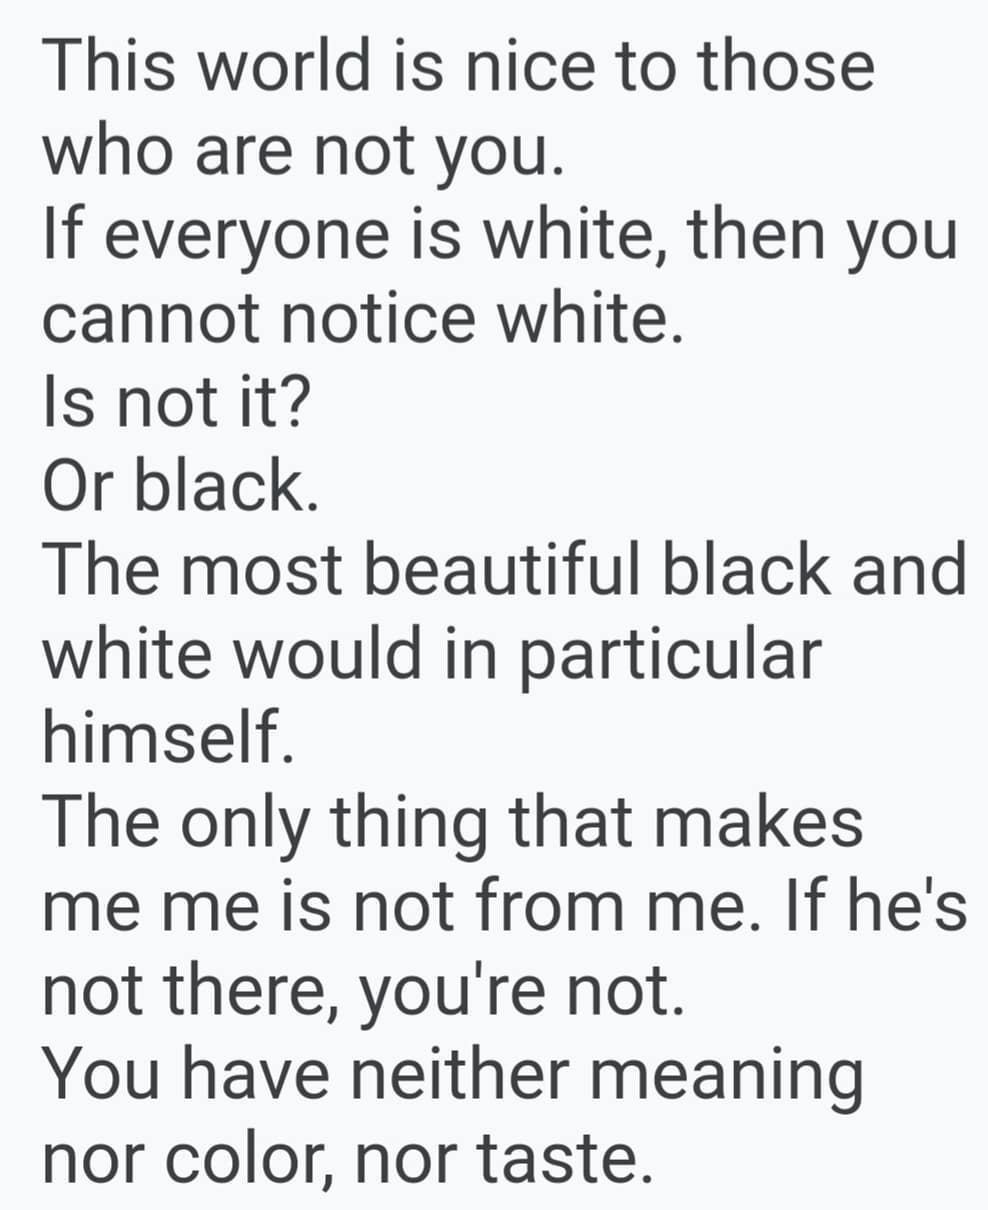 This world is nice to those
who are not you.
If everyone is white, then you
cannot notice white.
Is not it?
Or black.
The most beautiful black and
white would in particular
himself.
The only thing that makes
me me is not from me. If he's
not there, you're not.
You have neither meaning
nor color, nor taste.